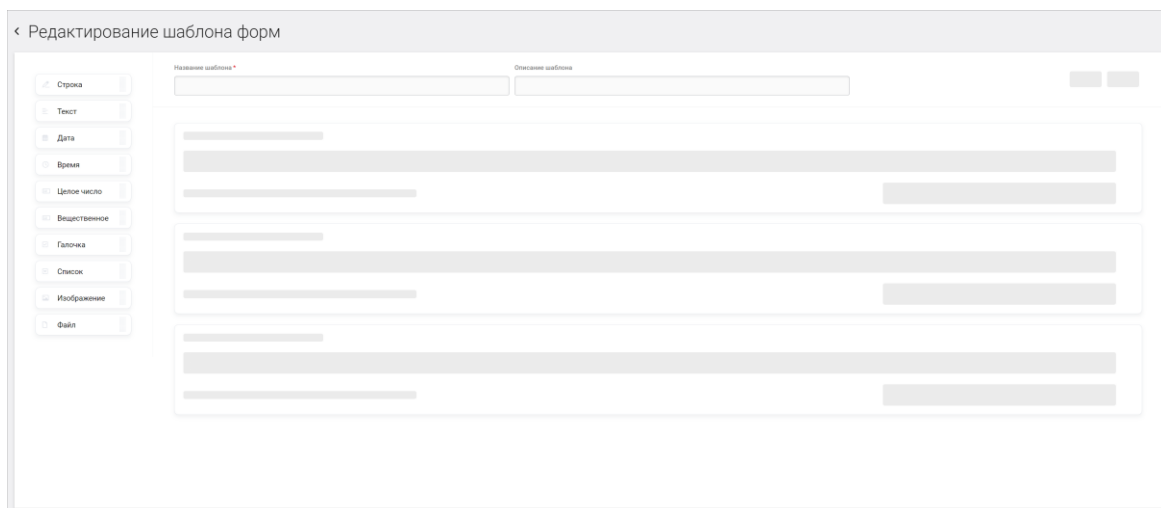 Редактирование шаблона форм
Название шаблона *
Описание шаблона
Строка
Текст
Дата
Время
Целое число
Вещественное
Галочка
Список
Изображение
Файл